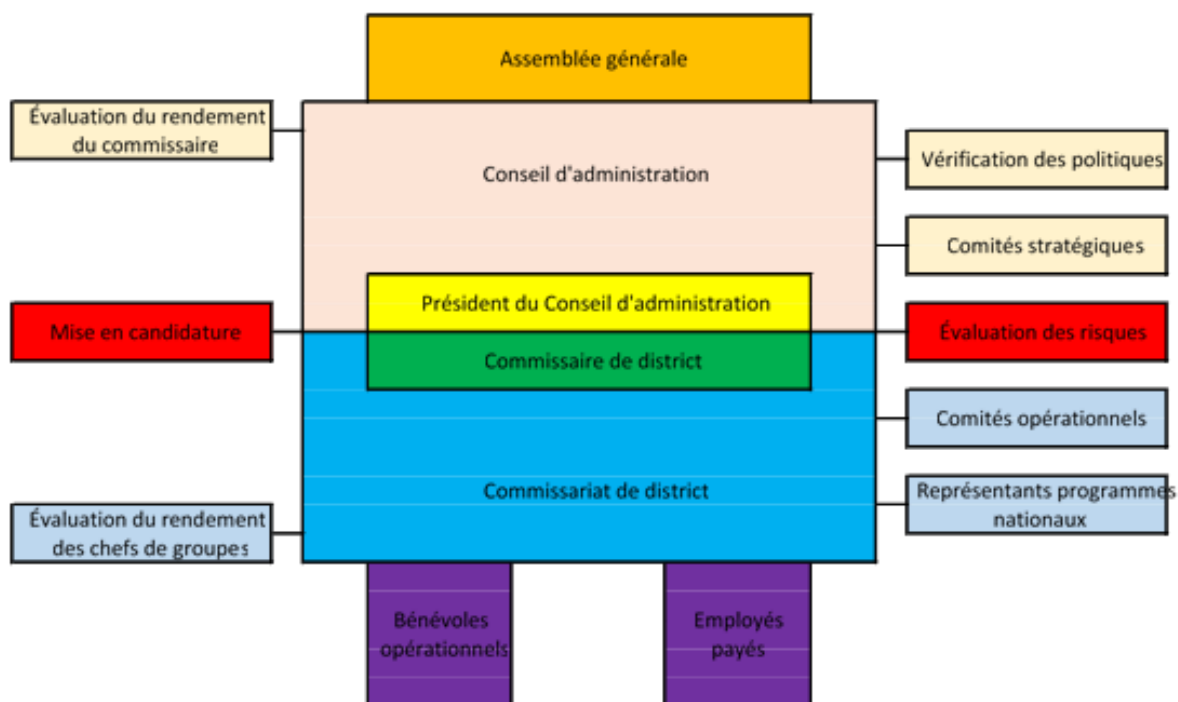 Assemblée générale
Évaluation du rendement
du commissaire
Conseil d'administration
Vérification des politiques
Comités stratégiques
Président du Conseil d'administration
Mise en candidature
Évaluation des risques
Commissaire de district
Comités opérationnels
Commissariat de district
Représentants programmes
nationaux
Évaluation du rendement
des chefs de groupes
Bénévoles
opérationnels
Employés
payés